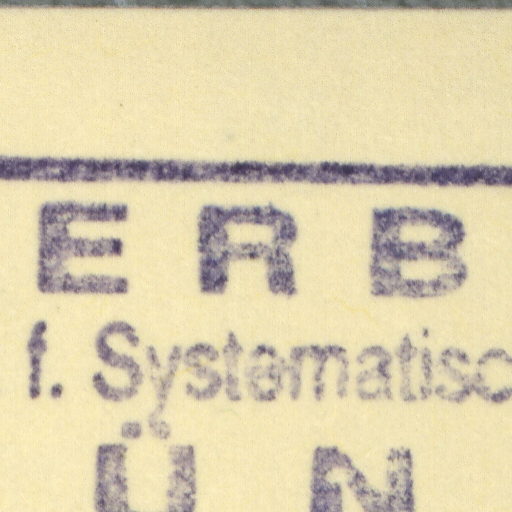 E R B
f. Systematisc
Ü N